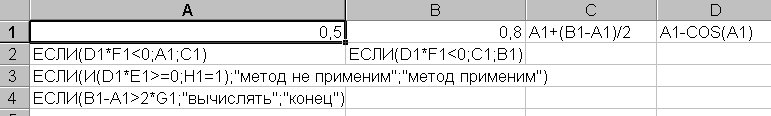 A B C D
1 0,5 0,8 A1+(B1-A1)/2 A1-COS(A1)
2 ЕСЛИ(D1*F1<0;A1;C1) ЕСЛИ(D1*F1<0;C1;B1)
3 ЕСЛИ(И(D1*E1>=0;H1=1);"метод не применим";"метод применим")
4 ЕСЛИ(B1-A1>2*G1;"вычислять";"конец")